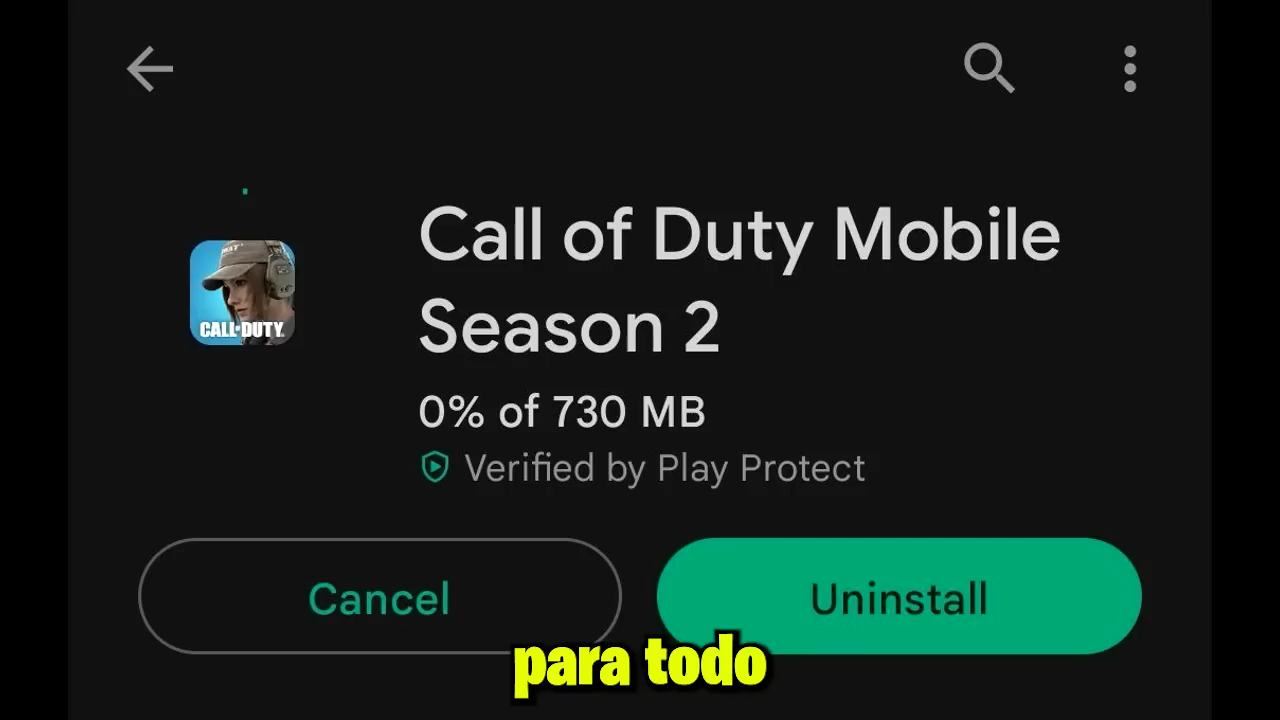 Call of Duty Mobile
Season 2
CALL OF DUTY
0% of 730 MB
Verified by Play Protect
Cancel
Uninstall
para todo